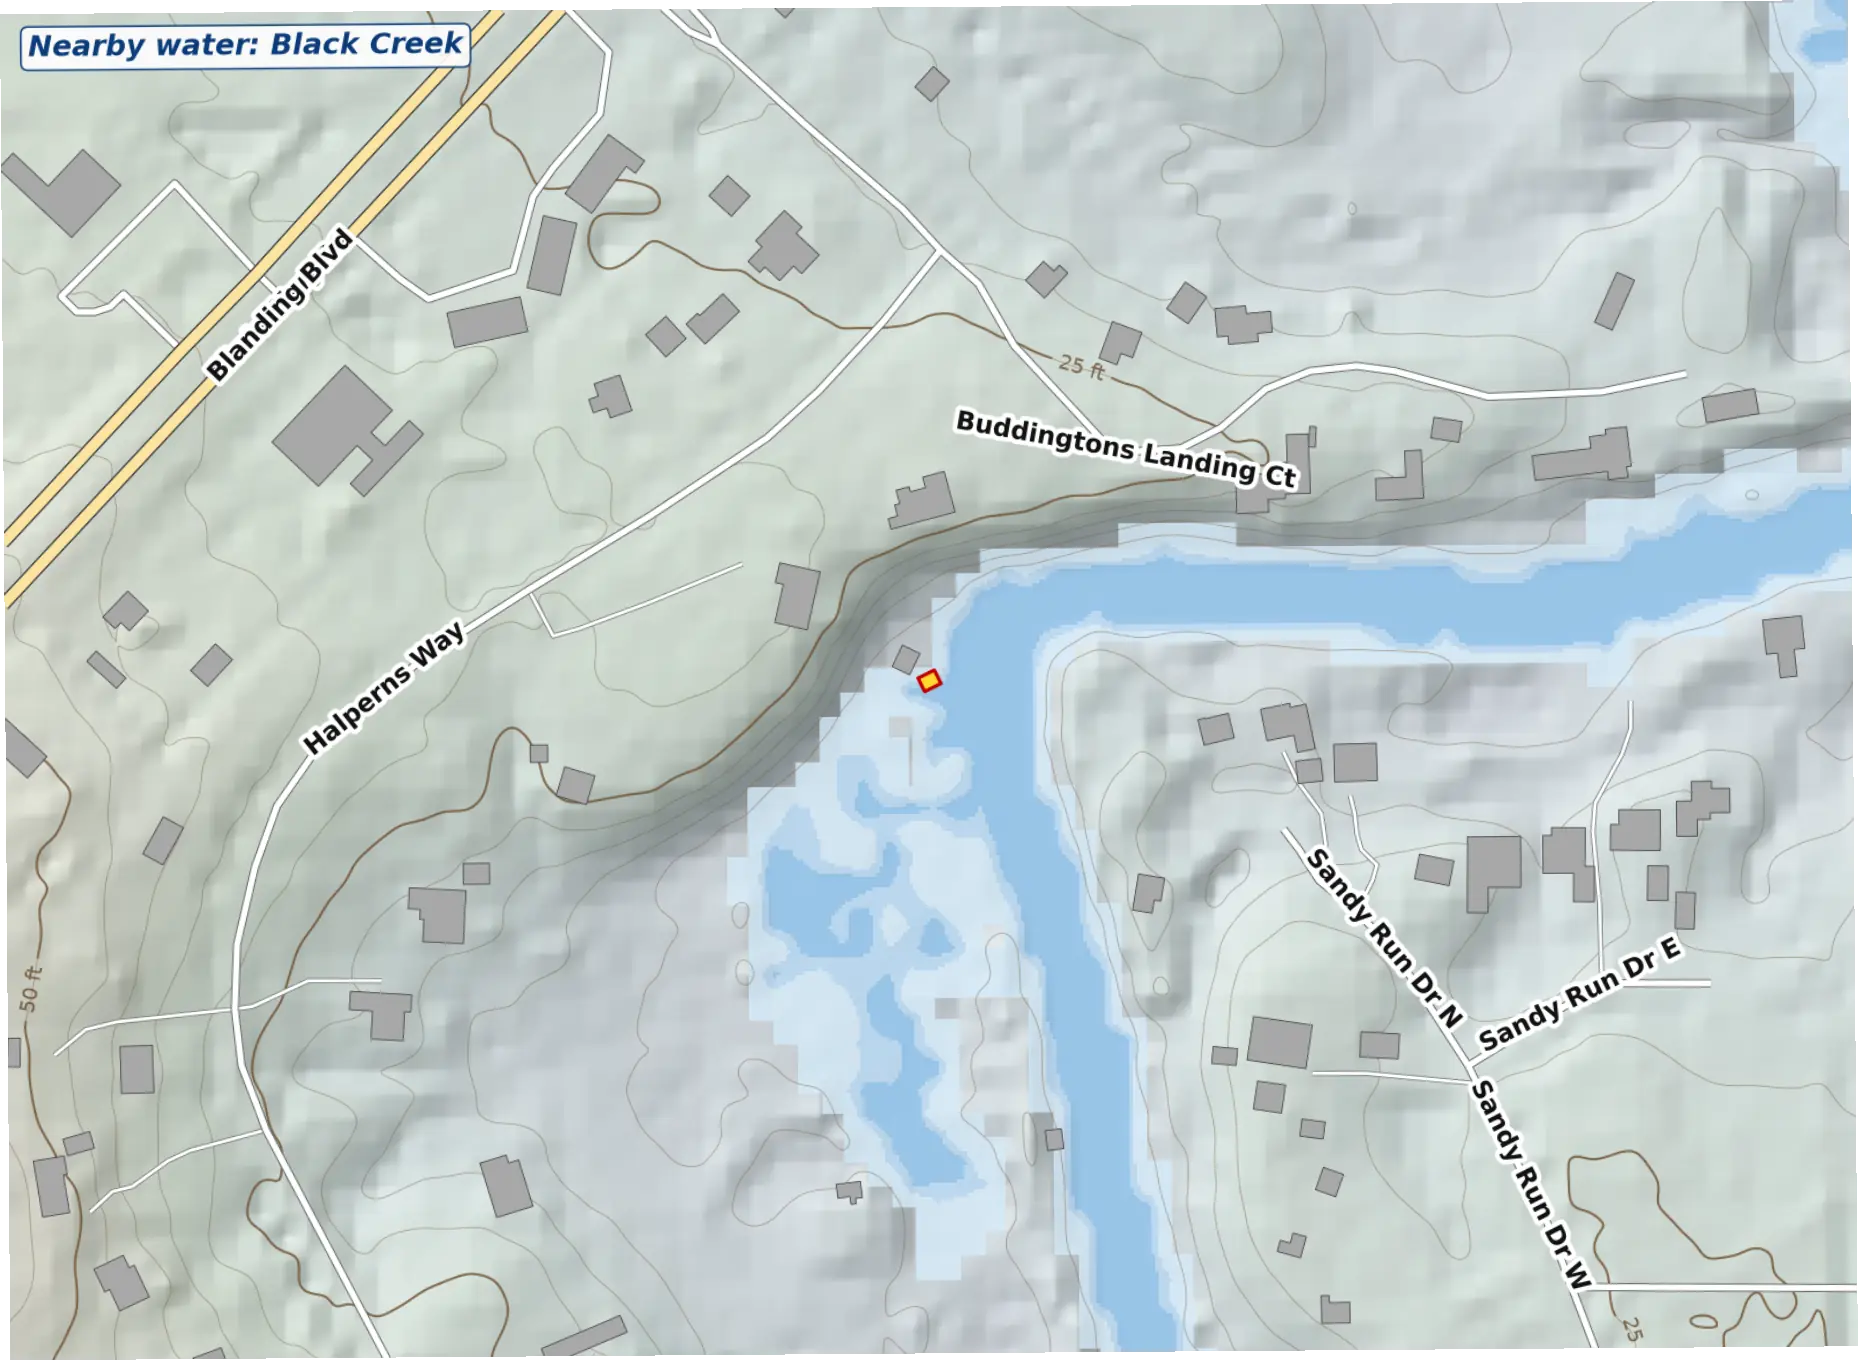 Nearby water: Black Creek
Blanding Blvd
25 ft
Buddingtons Landing Ct
Halperns Way
Sandy Run Dr N
Sandy Run Dr E
50 ft
Sandy Run Dr W
25